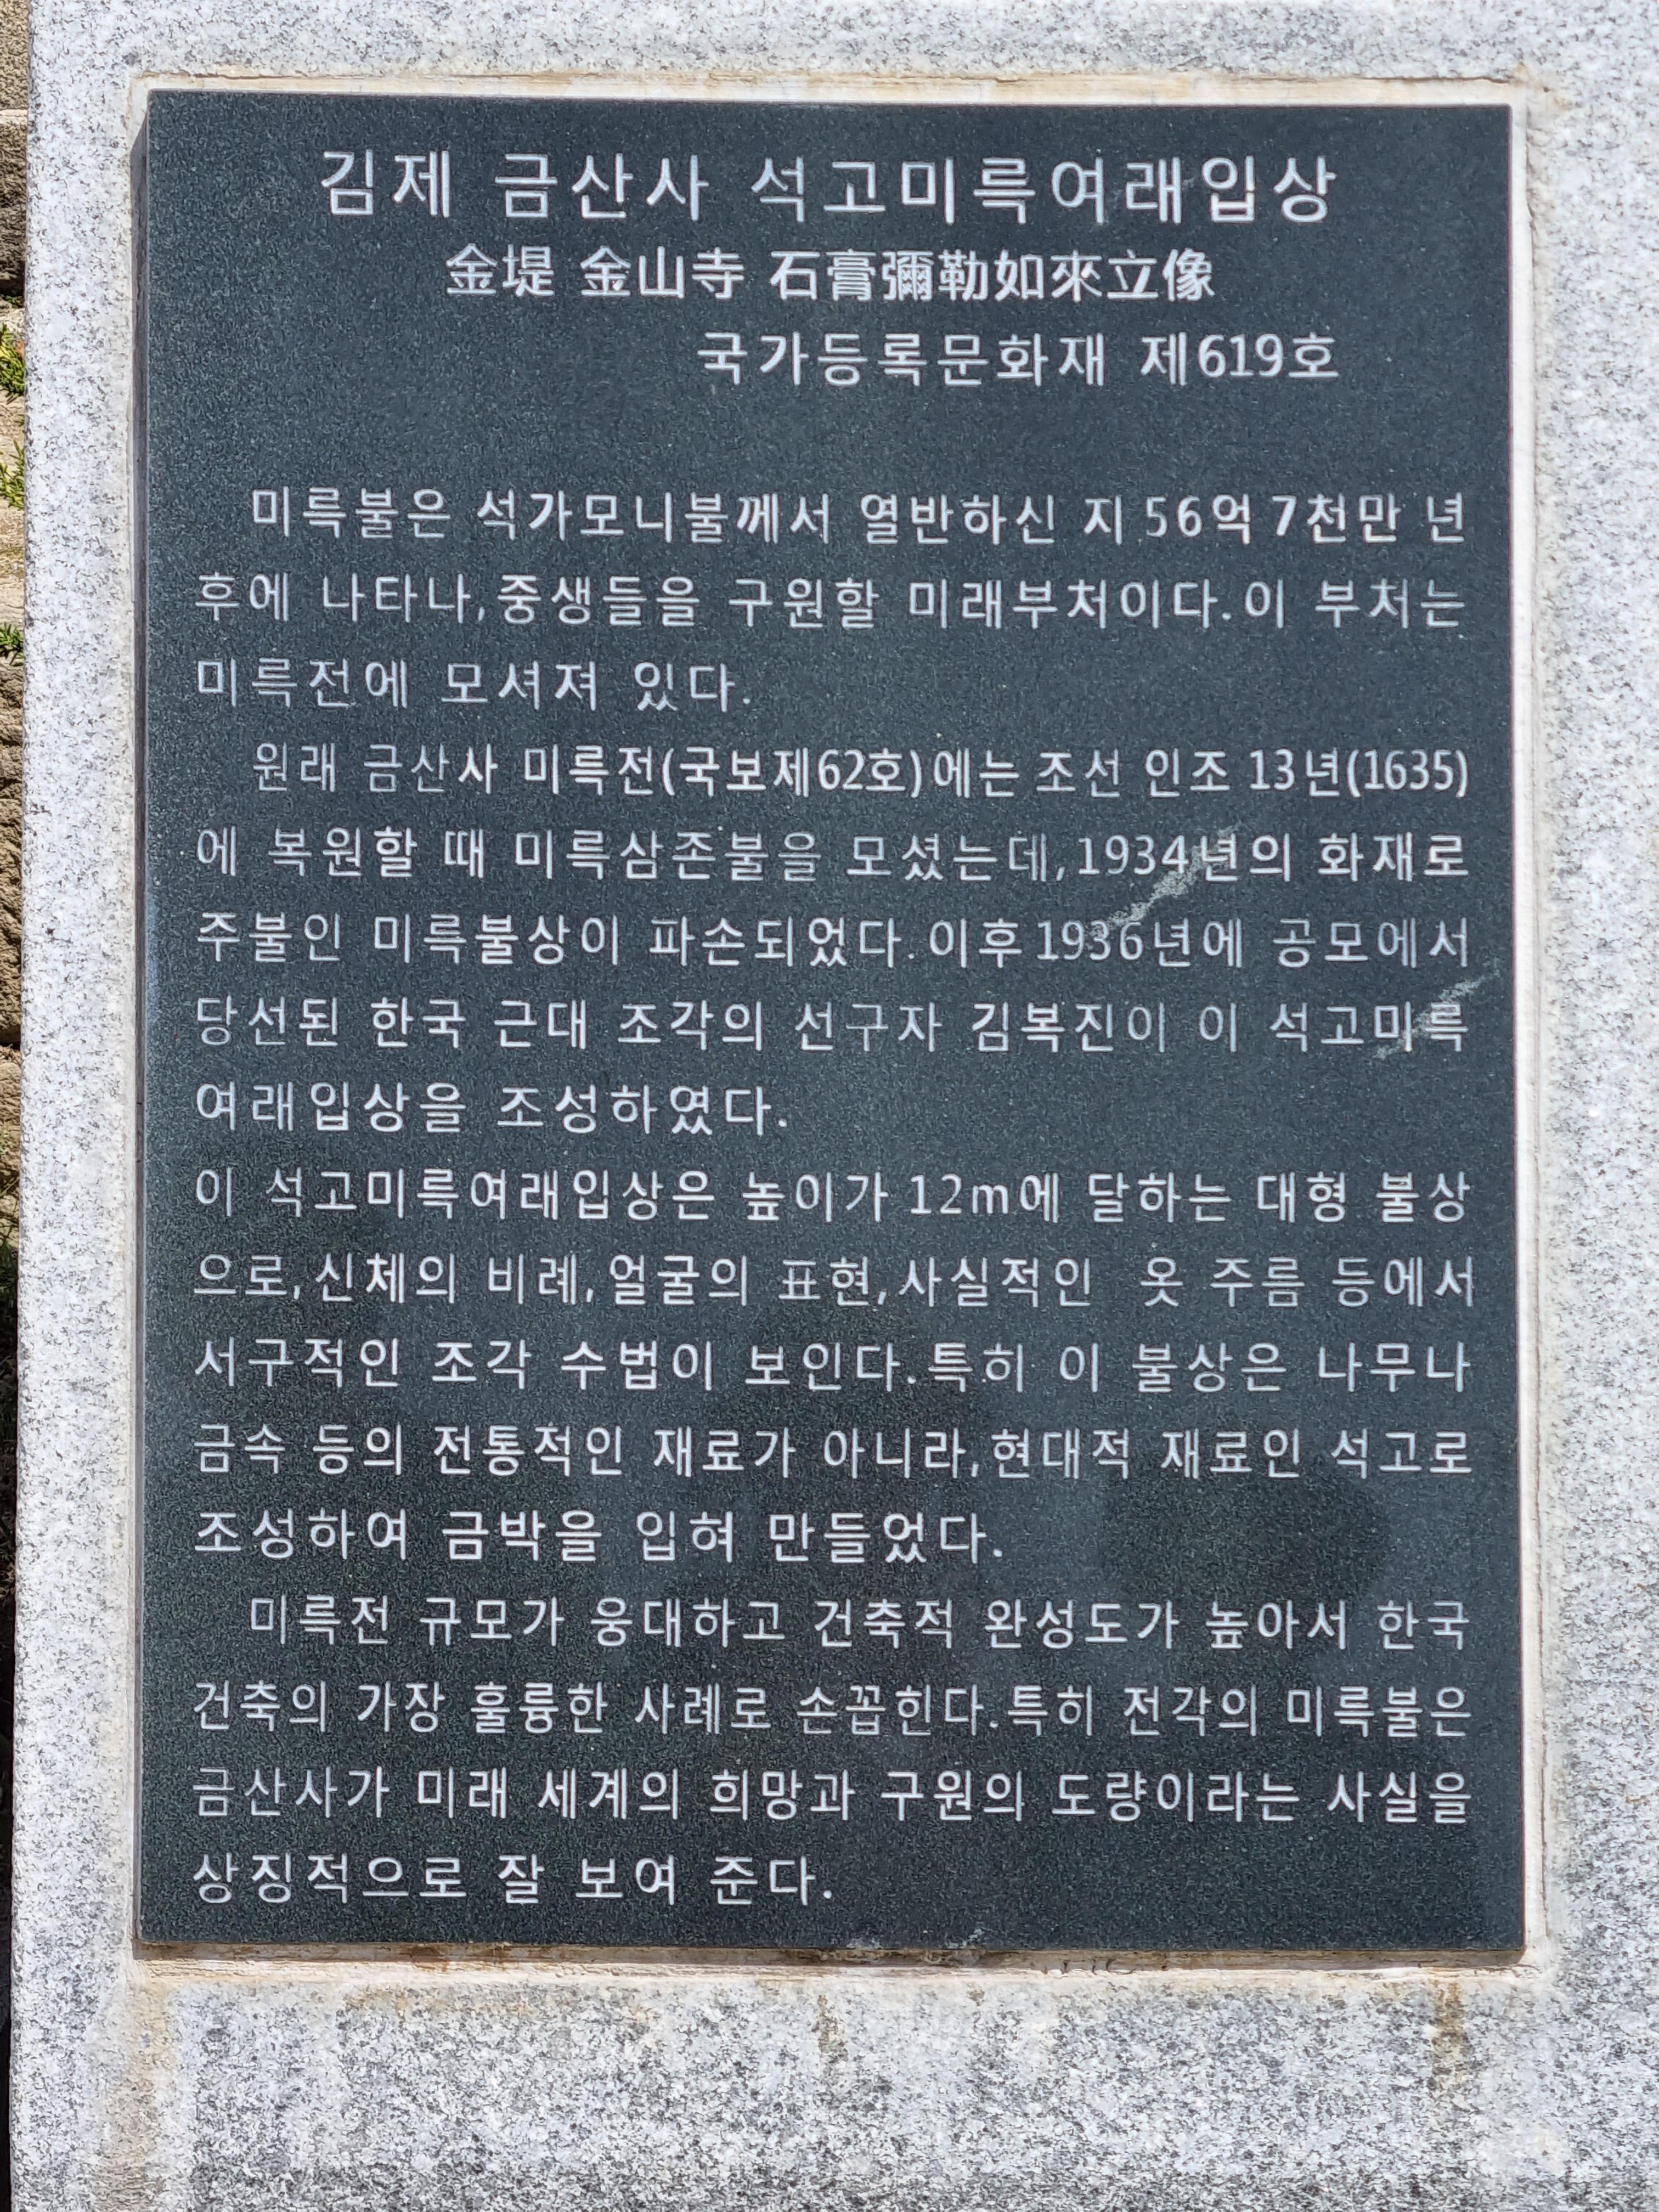 김제 금산사 석고미륵여래입상
金堤 金山寺 石膏彌勒如來立像
국가등록문화재 제619호
미륵불은 석가모니불께서 열반하신 지 56억 7천만 년
후에 나타나, 중생들을 구원할 미래부처이다. 이 부처는
미륵전에 모셔져 있다.
원래 금산사 미륵전(국보제62호)에는 조선 인조 13년(1635)
에 복원할 때 미륵삼존불을 모셨는데, 1934년의 화재로
주불인 미륵불상이 파손되었다. 이후 1936년에 공모에서
당선된 한국 근대 조각의 선구자 김복진이 이 석고미륵
여래입상을 조성하였다.
이 석고미륵여래입상은 높이가 12m에 달하는 대형 불상
으로, 신체의 비례, 얼굴의 표현, 사실적인 옷 주름 등에서
서구적인 조각 수법이 보인다. 특히 이 불상은 나무나
금속 등의 전통적인 재료가 아니라, 현대적 재료인 석고로
조성하여 금박을 입혀 만들었다.
미륵전 규모가 웅대하고 건축적 완성도가 높아서 한국
건축의 가장 훌륭한 사례로 손꼽힌다. 특히 전각의 미륵불은
금산사가 미래 세계의 희망과 구원의 도량이라는 사실을
상징적으로 잘 보여 준다.